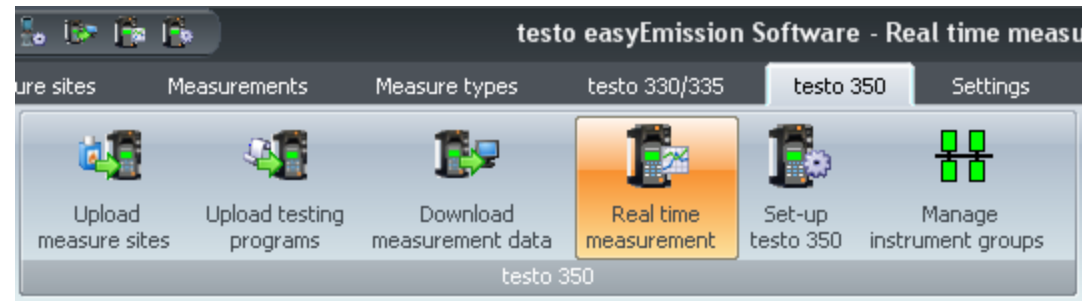 testo easyEmission Software - Real time measu
ure sites Measurements Measure types testo 330/335 testo 350 Settings
Upload measure sites
Upload testing programs
Download measurement data
Real time measurement
Set-up testo 350
Manage instrument groups
testo 350